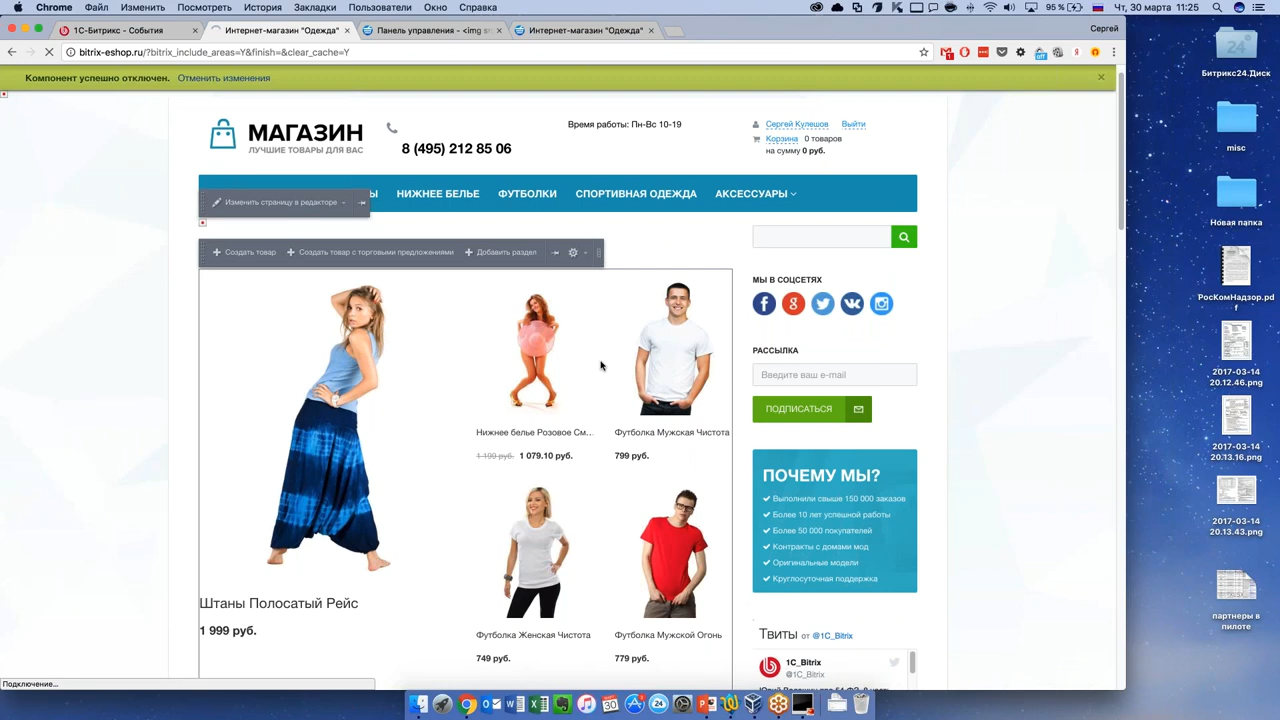 Chrome Файл Изменить Посмотреть История Закладки Пользователи Окно Справка 95 % Чт, 30 марта 11:25
1С-Битрикс - События × Интернет-магазин "Одежда" × Панель управления - <img × Интернет-магазин "Одежда" × Сергей
bitrix-eshop.ru/?bitrix_include_areas=Y&finish=&clear_cache=Y
Компонент успешно отключен. Отменить изменения ×
МАГАЗИН
ЛУЧШИЕ ТОВАРЫ ДЛЯ ВАС
8 (495) 212 85 06
Время работы: Пн-Вс 10-19
Сергей Кулешов Выйти
Корзина 0 товаров
на сумму 0 руб.
Ы НИЖНЕЕ БЕЛЬЕ ФУТБОЛКИ СПОРТИВНАЯ ОДЕЖДА АКСЕССУАРЫ
Изменить страницу в редакторе
Создать товар Создать товар с торговыми предложениями Добавить раздел
Штаны Полосатый Рейс
1 999 руб.
Нижнее белье Розовое См...
1 199 руб. 1 079.10 руб.
Футболка Мужская Чистота
799 руб.
Футболка Женская Чистота
749 руб.
Футболка Мужской Огонь
779 руб.
МЫ В СОЦСЕТЯХ
РАССЫЛКА
Введите ваш e-mail
ПОДПИСАТЬСЯ
ПОЧЕМУ МЫ?
Выполнили свыше 150 000 заказов
Более 10 лет успешной работы
Более 50 000 покупателей
Контракты с домами мод
Оригинальные модели
Круглосуточная поддержка
Твиты от @1C_Bitrix
1C_Bitrix
@1C_Bitrix
Подключение...
24
Битрикс24.Диск
misc
Новая папка
РосКомНадзор.pd
f
2017-03-14
20.12.46.png
2017-03-14
20.13.16.png
2017-03-14
20.13.43.png
партнеры в
пилоте